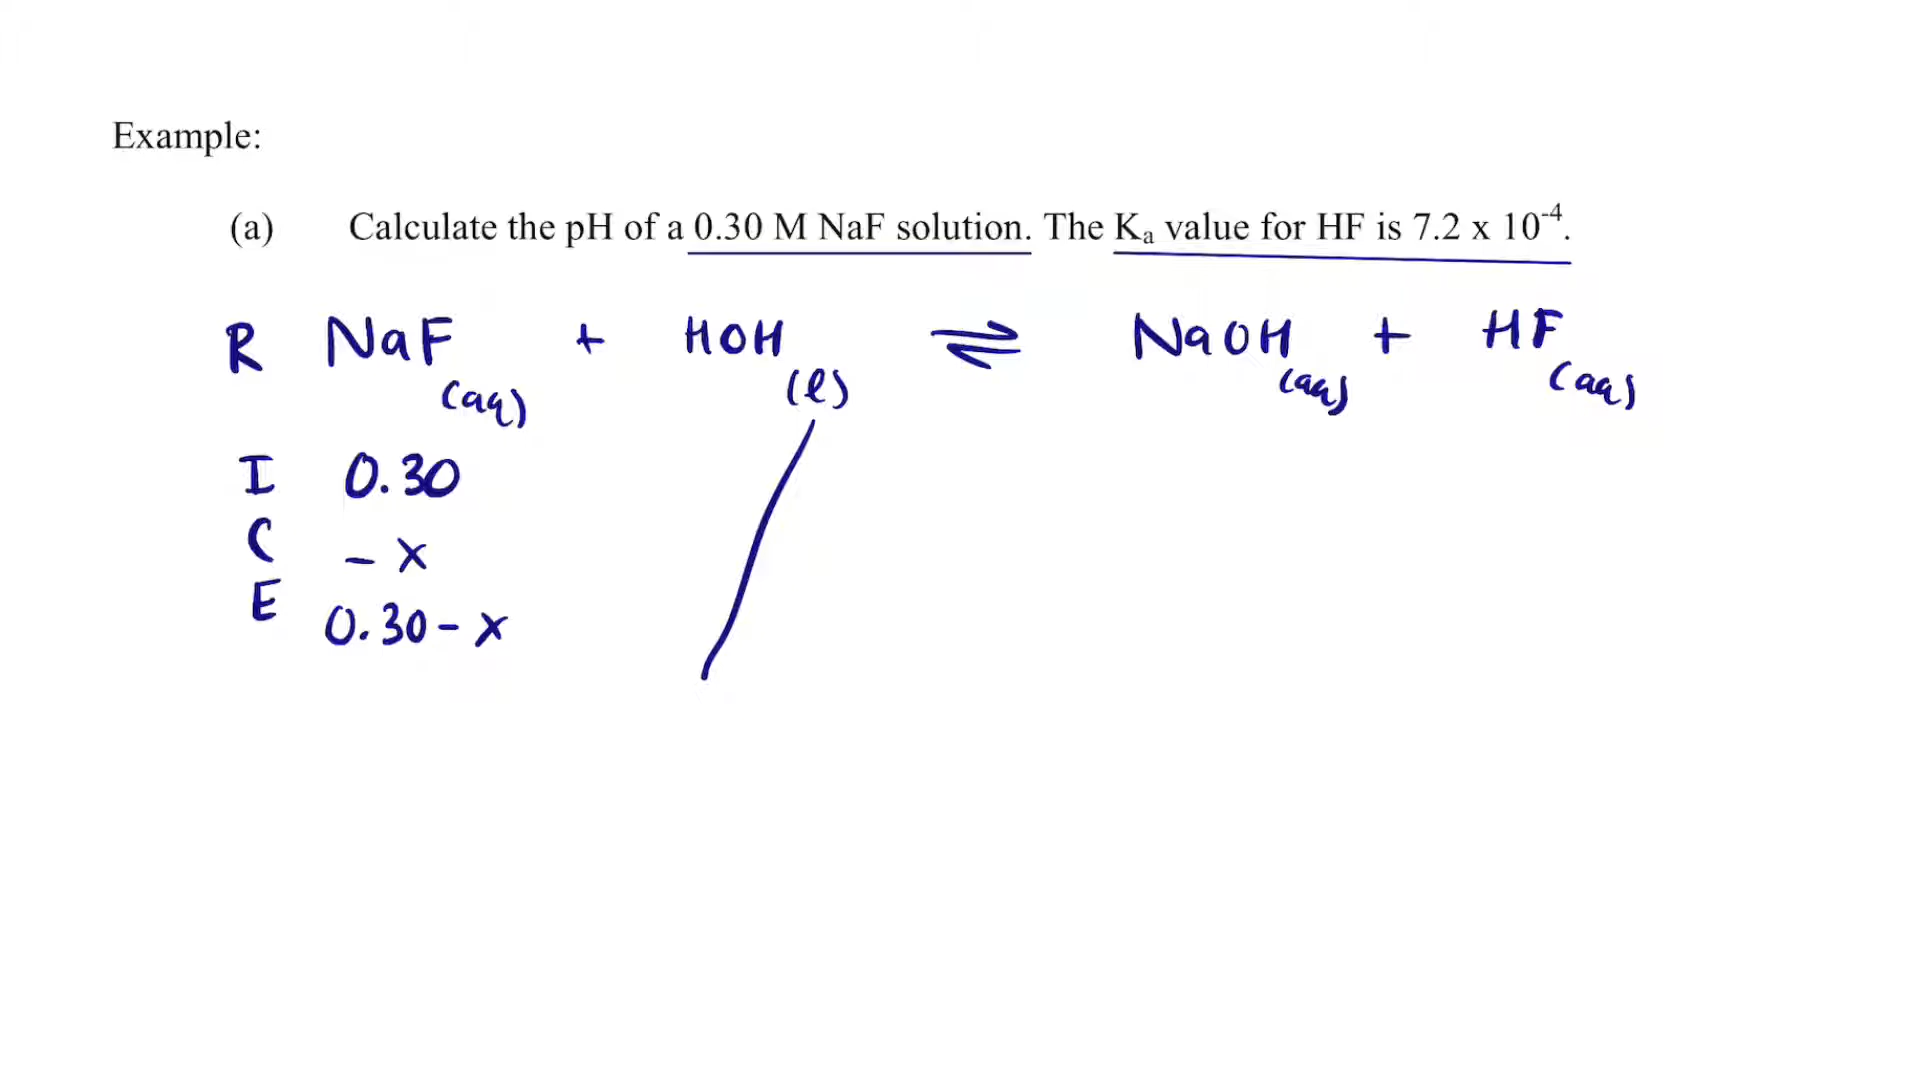 Example:
(a) Calculate the pH of a 0.30 M NaF solution. The Kₐ value for HF is 7.2 x 10⁻⁴.
R NaF(aq) + HOH(l) ⇌ NaOH(aq) + HF(aq)
I 0.30
C - x
E 0.30 - x